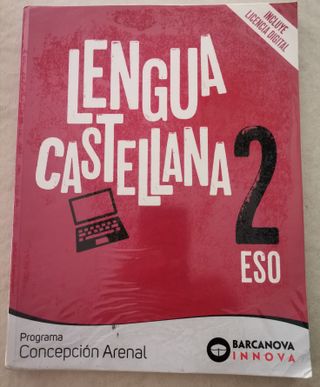 INCLUYE
LICENCIA DIGITAL
LENGUA
CASTELLANA
2
ESO
Programa
Concepción Arenal
BARCANOVA
INNOVA